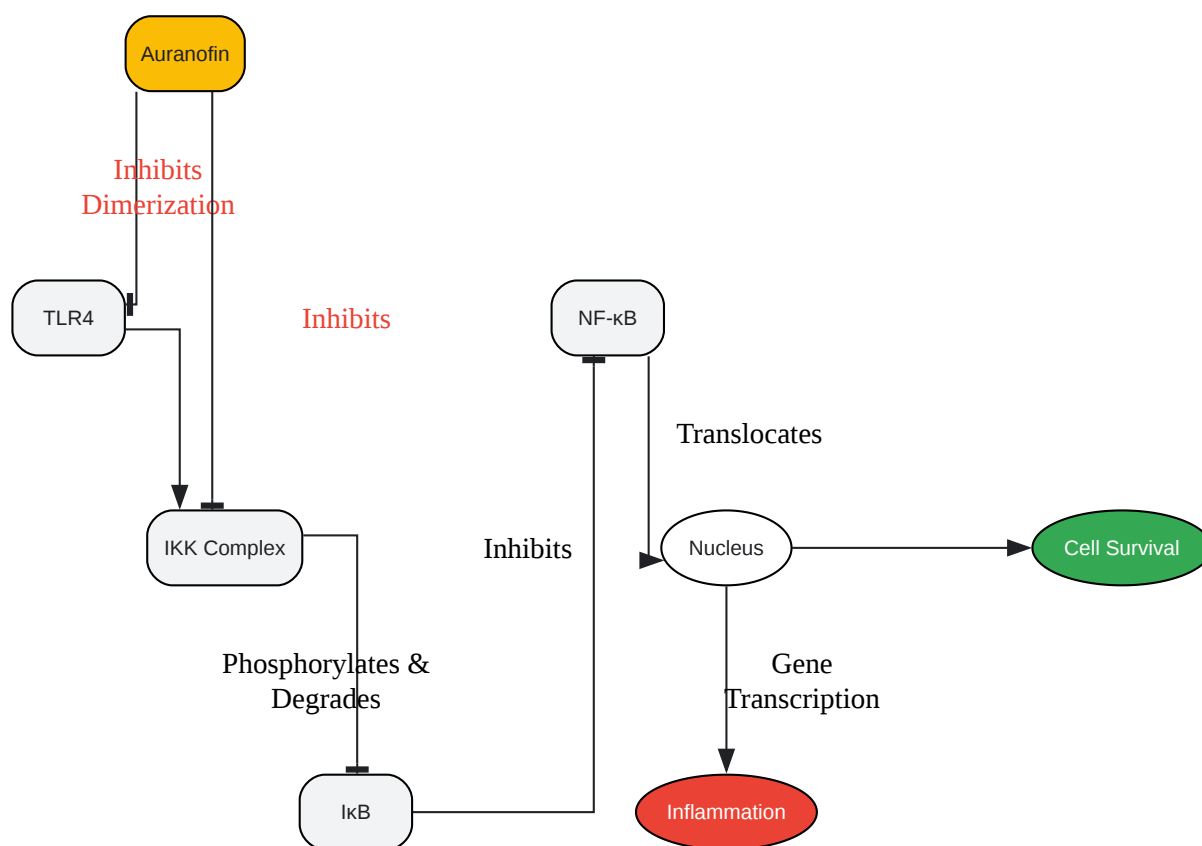 Auranofin
Inhibits
Dimerization
TLR4
Inhibits
NF-κB
Translocates
IKK Complex
Inhibits
Nucleus
Cell Survival
Phosphorylates &
Degrades
Gene
Transcription
IκB
Inflammation